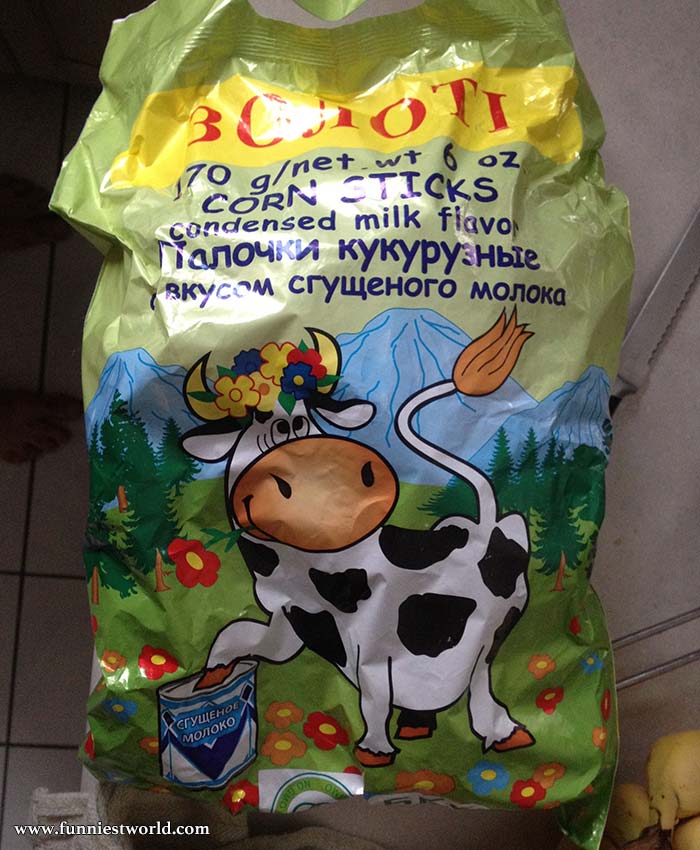 ЗОЛОТІ
170 g/net wt 6 oz.
CORN STICKS
condensed milk flavor
Палочки кукурузные
вкусом сгущеного молока
СГУЩЕНОЕ
МОЛОКО
www.funniestworld.com